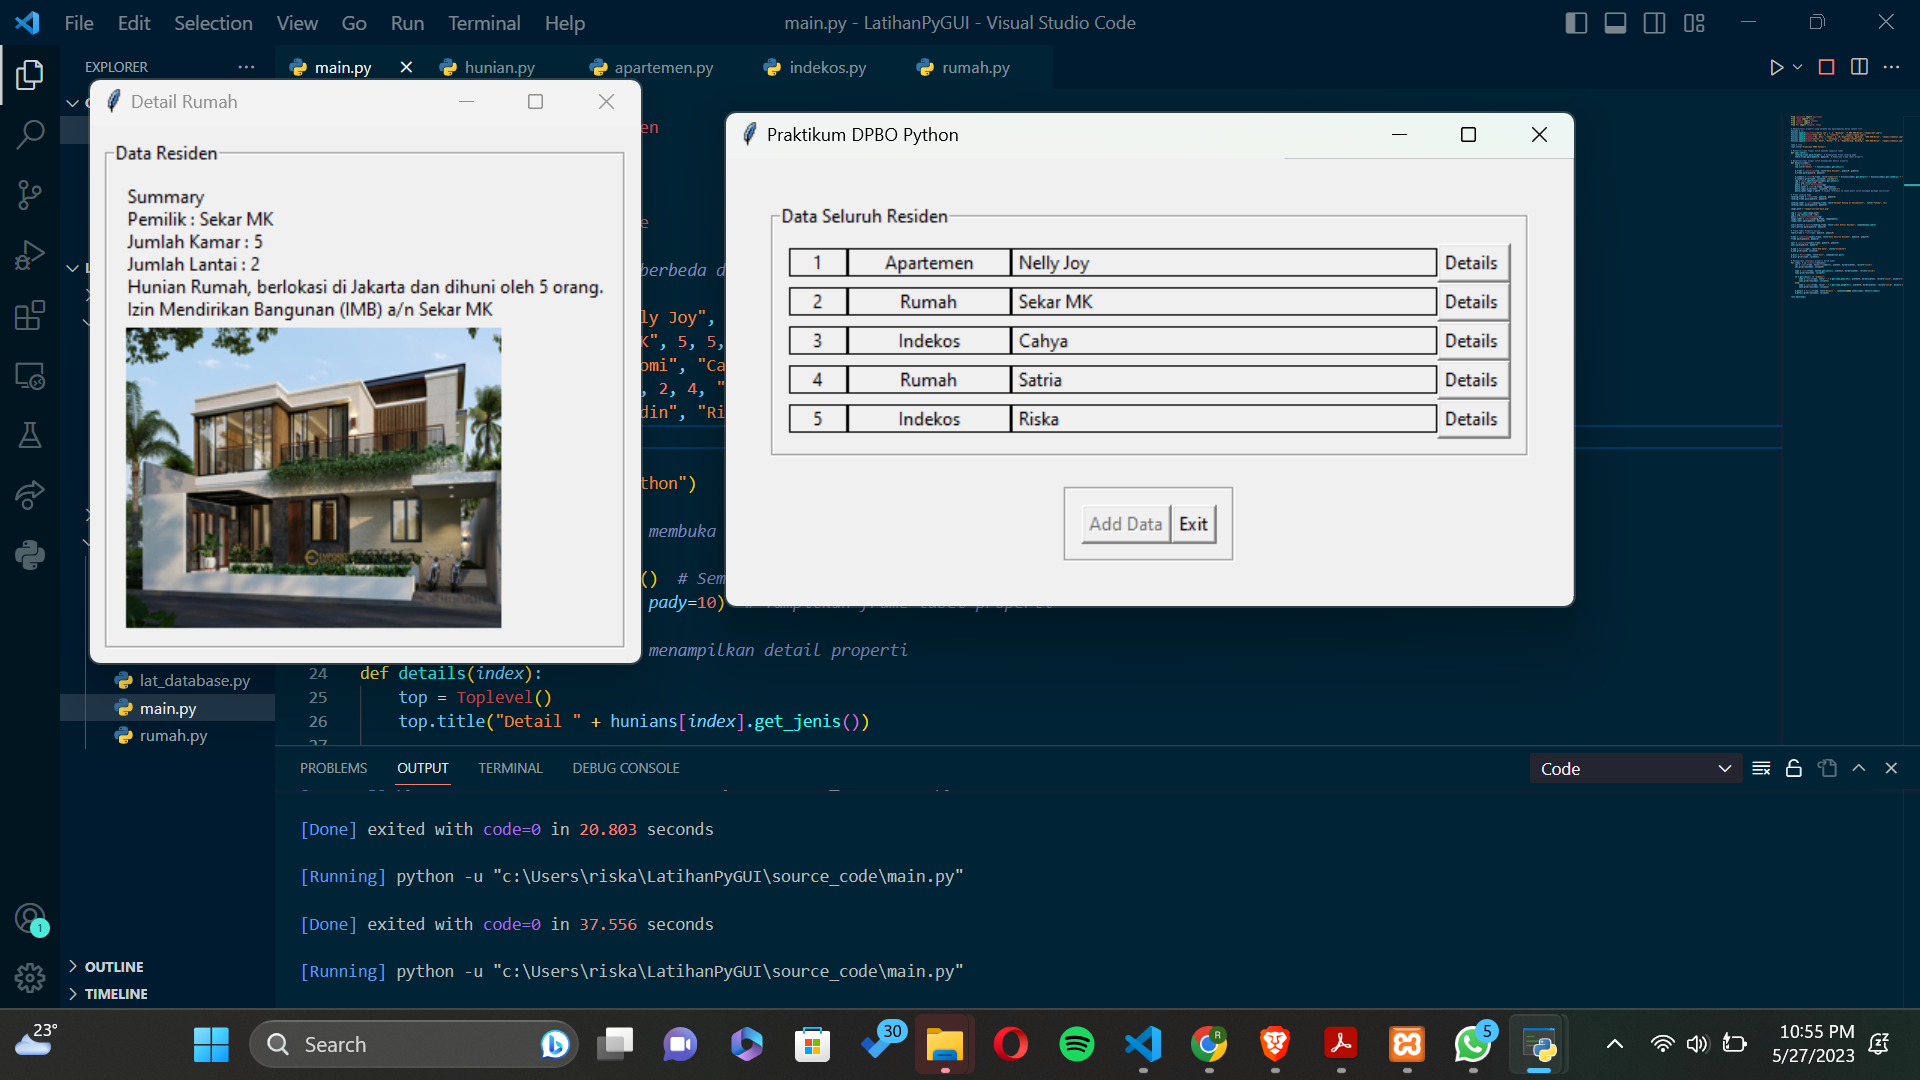 File Edit Selection View Go Run Terminal Help
main.py - LatihanPyGUI - Visual Studio Code
EXPLORER
main.py
hunian.py
apartemen.py
indekos.py
rumah.py
Detail Rumah
Data Residen
Summary
Pemilik : Sekar MK
Jumlah Kamar : 5
Jumlah Lantai : 2
Hunian Rumah, berlokasi di Jakarta dan dihuni oleh 5 orang.
Izin Mendirikan Bangunan (IMB) a/n Sekar MK
Praktikum DPBO Python
Data Seluruh Residen
1 Apartemen Nelly Joy Details
2 Rumah Sekar MK Details
3 Indekos Cahya Details
4 Rumah Satria Details
5 Indekos Riska Details
Add Data Exit
en
e
berbeda d
ly Joy",
K", 5, 5,
omi", "Ca
, 2, 4, "
din", "Ri
thon")
membuka
() # Sem
pady=10)
menampilkan detail properti
24 def details(index):
25 top = Toplevel()
26 top.title("Detail " + hunians[index].get_jenis())
27
lat_database.py
main.py
rumah.py
OUTLINE
TIMELINE
PROBLEMS OUTPUT TERMINAL DEBUG CONSOLE
Code
[Done] exited with code=0 in 20.803 seconds
[Running] python -u "c:\Users\riska\LatihanPyGUI\source_code\main.py"
[Done] exited with code=0 in 37.556 seconds
[Running] python -u "c:\Users\riska\LatihanPyGUI\source_code\main.py"
1
23°
Search
30
R
5
10:55 PM
5/27/2023